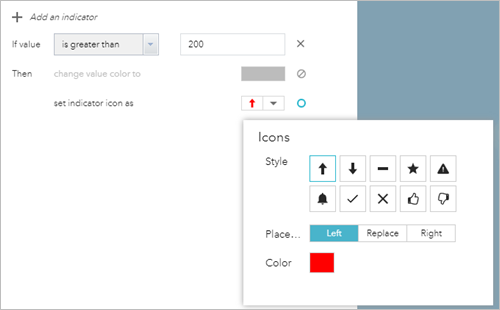 Add an indicator
If value is greater than 200
Then change value color to
set indicator icon as
Icons
Style
Place... Left Replace Right
Color